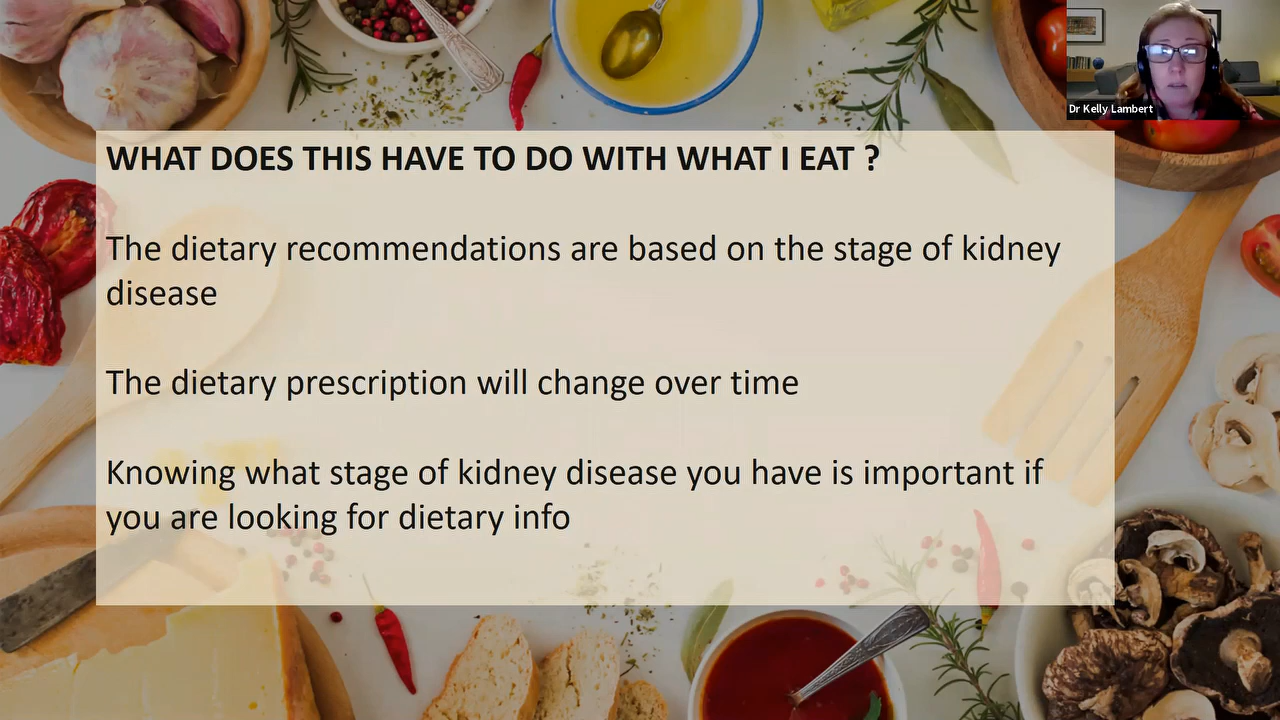 Dr Kelly Lambert
WHAT DOES THIS HAVE TO DO WITH WHAT I EAT ?
The dietary recommendations are based on the stage of kidney
disease
The dietary prescription will change over time
Knowing what stage of kidney disease you have is important if
you are looking for dietary info